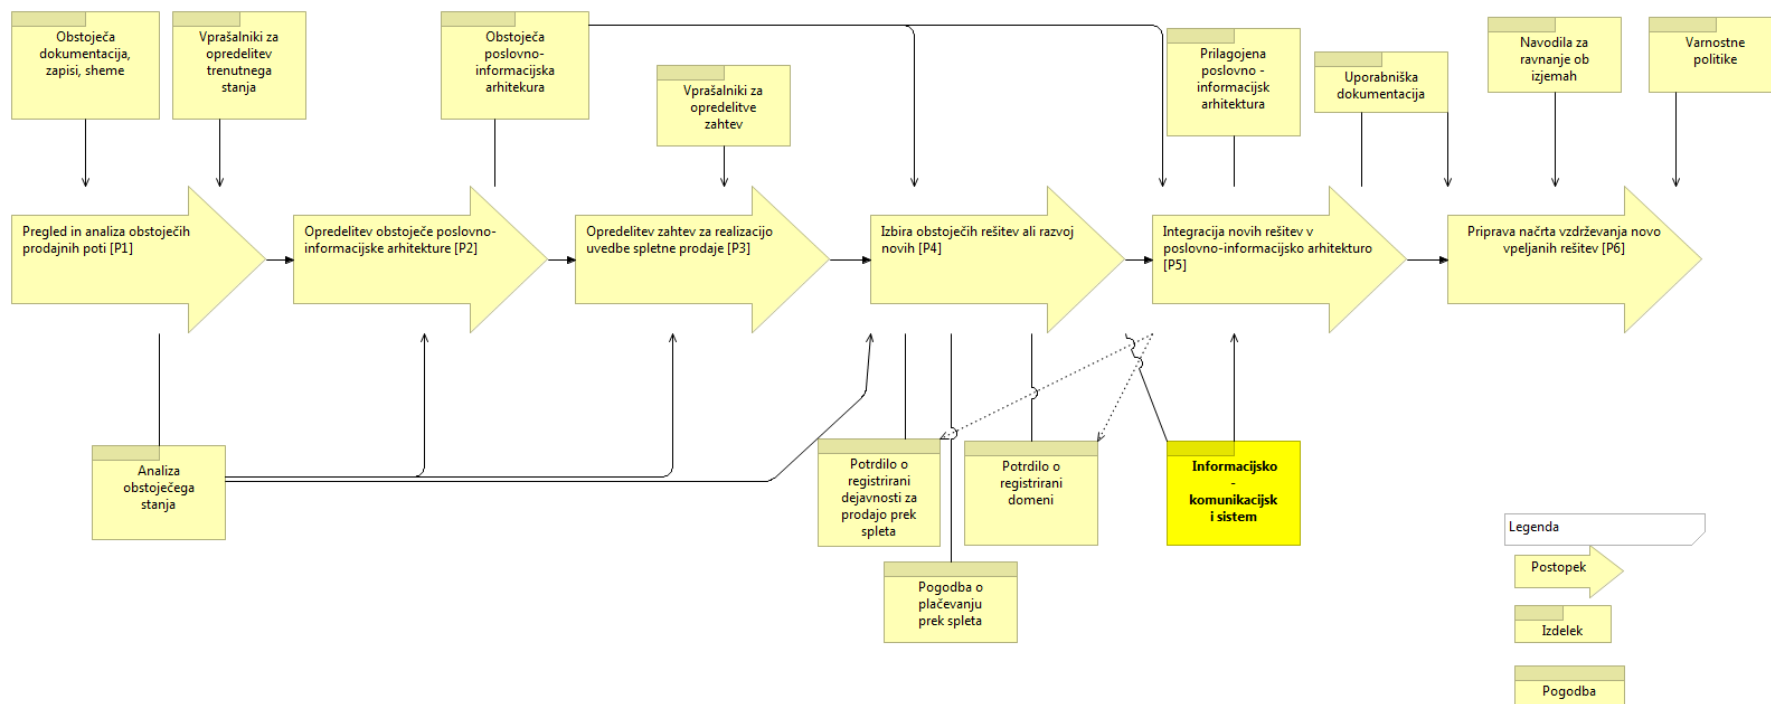 Obstoječa
dokumentacija,
zapisi, sheme
Vprašalniki za
opredelitev
trenutnega
stanja
Obstoječa
poslovno-
informacijska
arhitekura
Vprašalniki za
opredelitve
zahtev
Prilagojena
poslovno -
informacijsk
arhitektura
Uporabniška
dokumentacija
Navodila za
ravnanje ob
izjemah
Varnostne
politike
Pregled in analiza obstoječih
prodajnih poti [P1]
Opredelitev obstoječe poslovno-
informacijske arhitekture [P2]
Opredelitev zahtev za realizacijo
uvedbe spletne prodaje [P3]
Izbira obstoječih rešitev ali razvoj
novih [P4]
Integracija novih rešitev v
poslovno-informacijsko arhitekturo
[P5]
Priprava načrta vzdrževanja novo
vpeljanih rešitev [P6]
Analiza
obstoječega
stanja
Potrdilo o
registrirani
dejavnosti za
prodajo prek
spleta
Potrdilo o
registrirani
domeni
Informacijsko
-
komunikacijsk
i sistem
Pogodba o
plačevanju
prek spleta
Legenda
Postopek
Izdelek
Pogodba